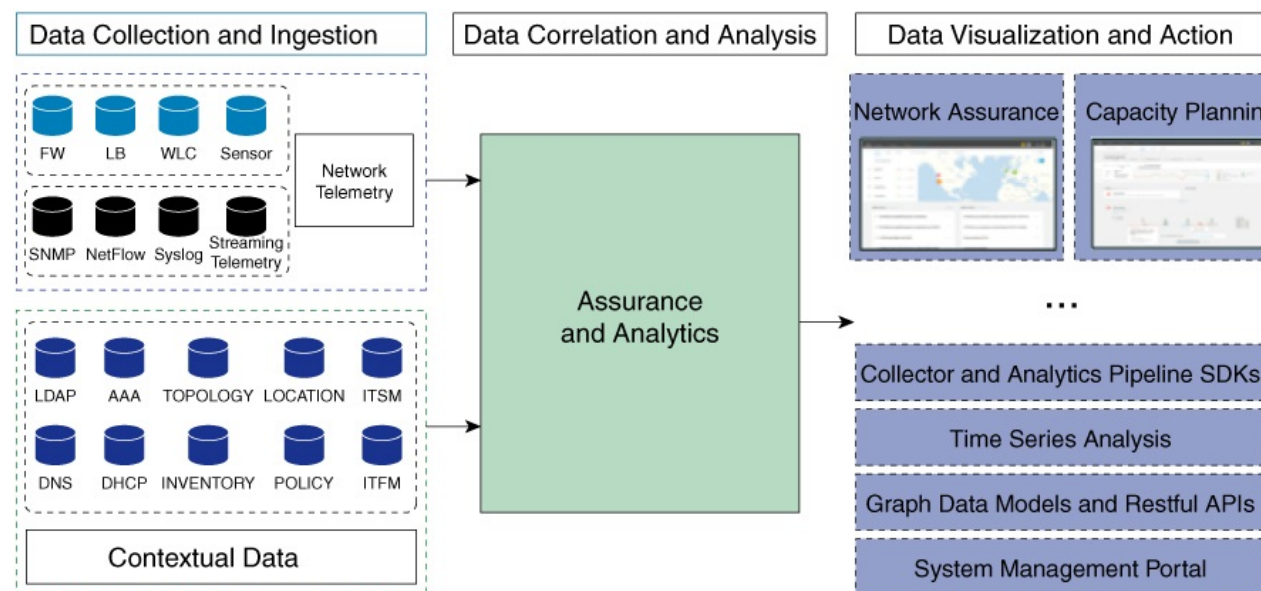 Data Collection and Ingestion
Data Correlation and Analysis
Data Visualization and Action
FW
LB
WLC
Sensor
SNMP
NetFlow
Syslog
Streaming
Telemetry
Network
Telemetry
LDAP
AAA
TOPOLOGY
LOCATION
ITSM
DNS
DHCP
INVENTORY
POLICY
ITFM
Contextual Data
Assurance
and Analytics
Network Assurance
Capacity Plannin
...
Collector and Analytics Pipeline SDKs
Time Series Analysis
Graph Data Models and Restful APIs
System Management Portal